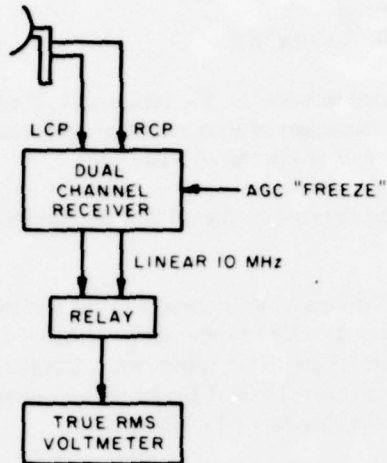 LCP RCP
DUAL
CHANNEL
RECEIVER
AGC "FREEZE"
LINEAR 10 MHz
RELAY
TRUE RMS
VOLTMETER